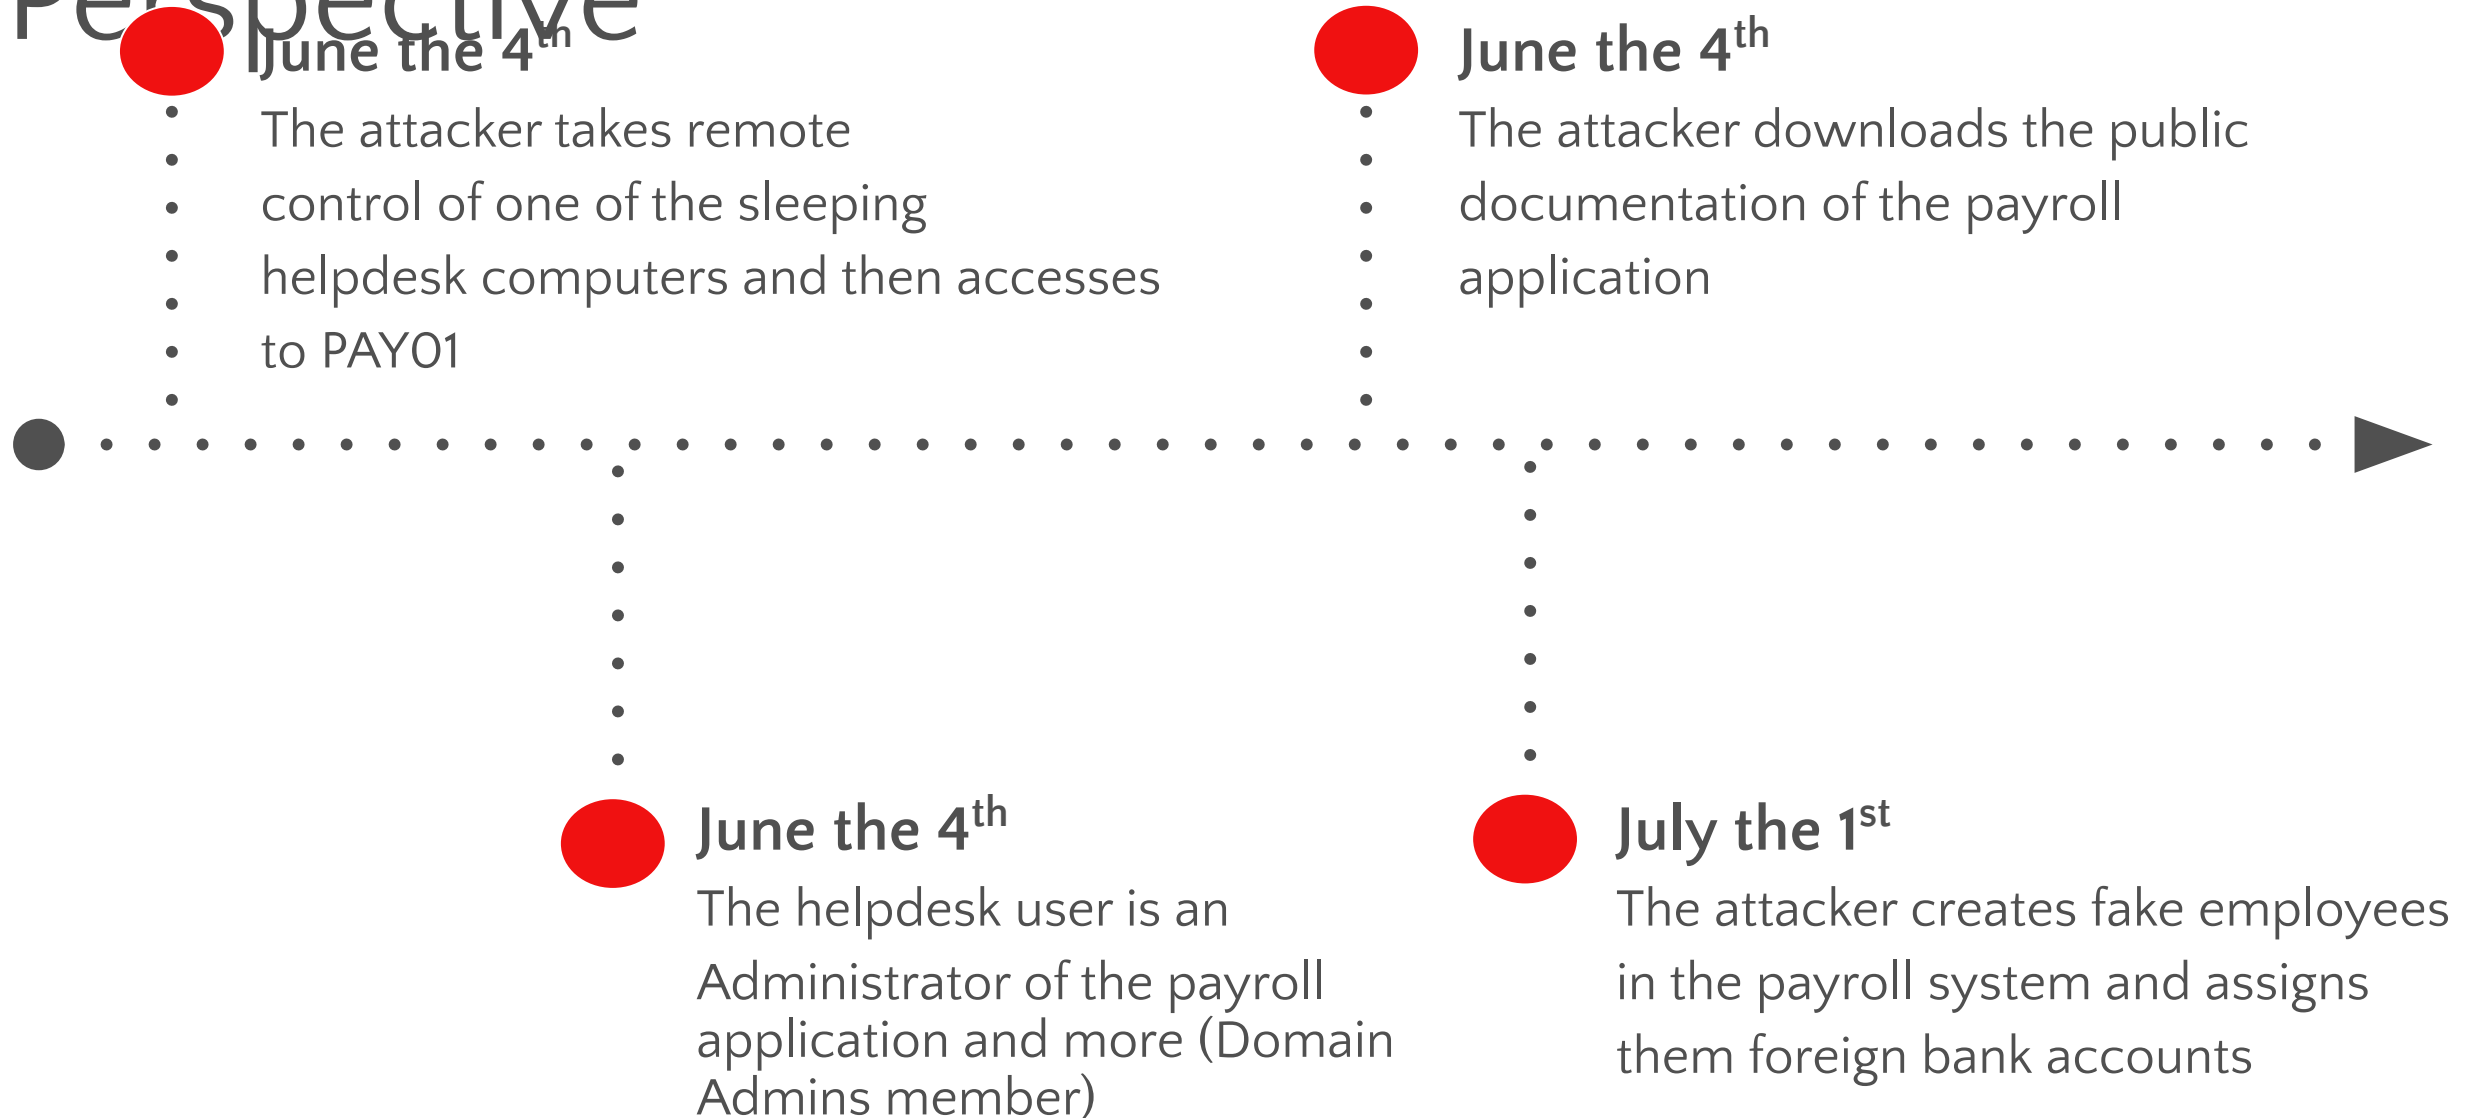 Perspective
June the 4th
The attacker takes remote
control of one of the sleeping
helpdesk computers and then accesses
to PAY01
June the 4th
The helpdesk user is an
Administrator of the payroll
application and more (Domain
Admins member)
June the 4th
The attacker downloads the public
documentation of the payroll
application
July the 1st
The attacker creates fake employees
in the payroll system and assigns
them foreign bank accounts